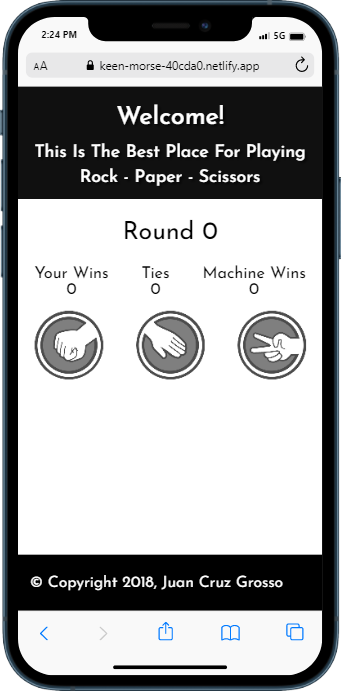 2:24 PM 5G
AA keen-morse-40cda0.netlify.app
Welcome!
This Is The Best Place For Playing
Rock - Paper - Scissors
Round 0
Your Wins Ties Machine Wins
0 0 0
© Copyright 2018, Juan Cruz Grosso